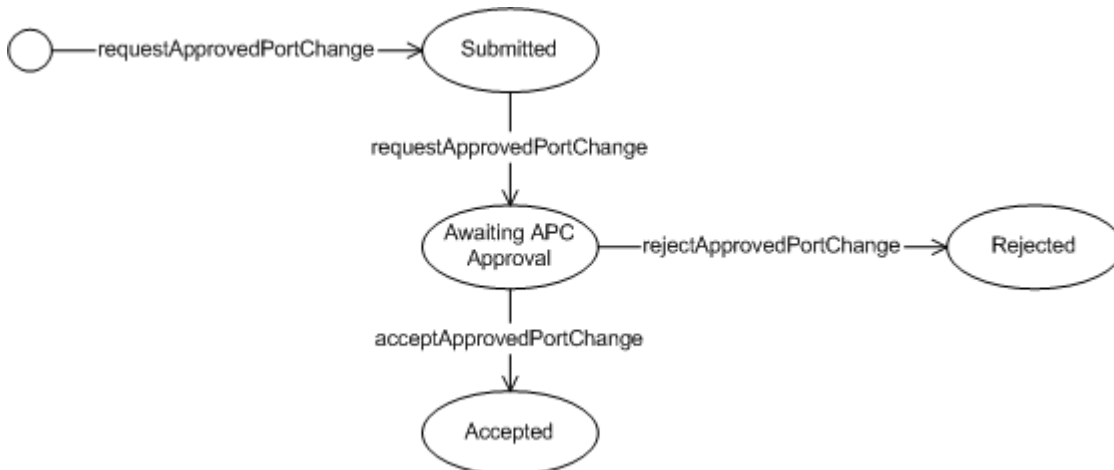 requestApprovedPortChange
Submitted
requestApprovedPortChange
Awaiting APC
Approval
rejectApprovedPortChange
Rejected
acceptApprovedPortChange
Accepted